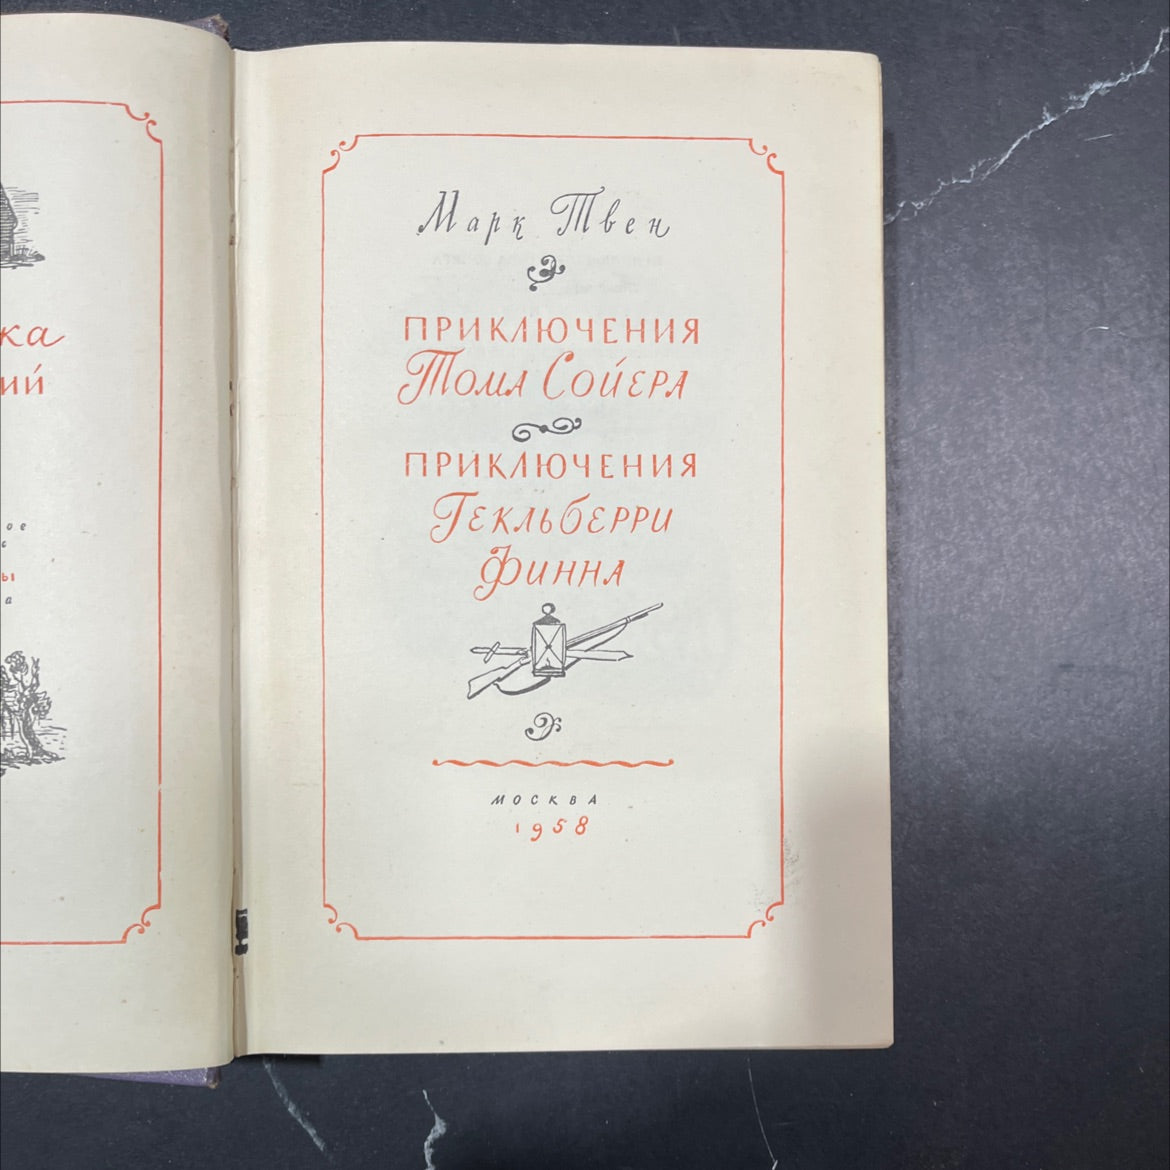 Марк Твен
ПРИКЛЮЧЕНИЯ
Тома Сойера
ПРИКЛЮЧЕНИЯ
Гекльберри
Финна
МОСКВА
1958